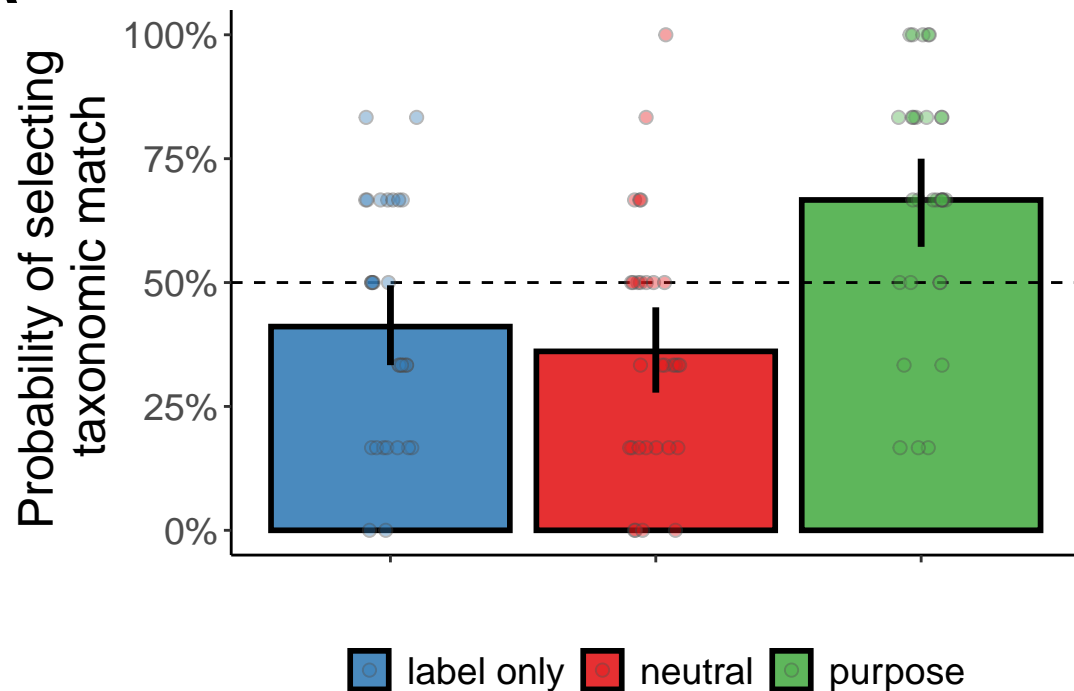 Probability of selecting
taxonomic match
100%
75%
50%
25%
0%
label only
neutral
purpose